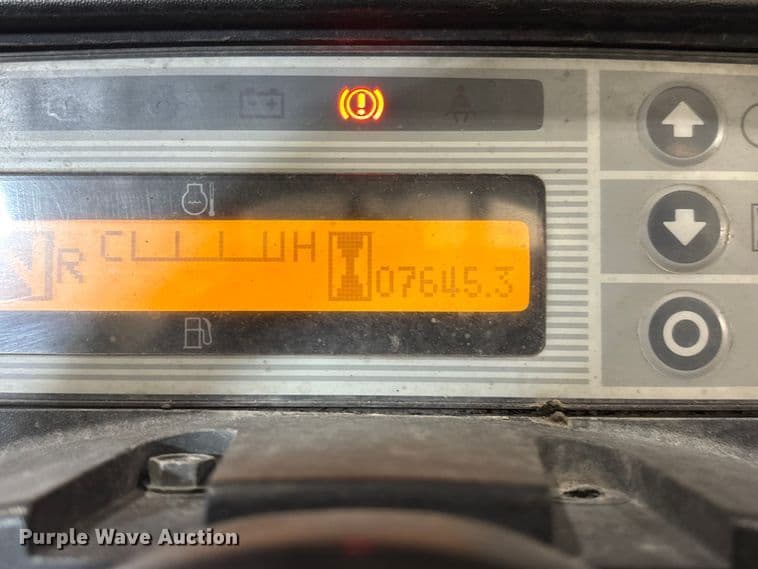 R C H
07645.3
Purple Wave Auction